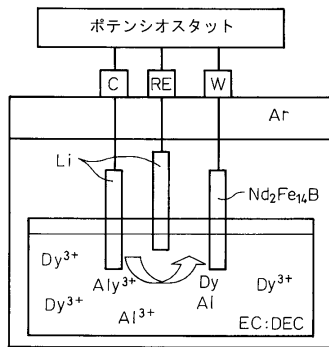 ポテンシオスタット
C RE W
Ar
Li
Nd₂Fe₁₄B
Dy³⁺ Aly³⁺ Dy Dy³⁺
Dy³⁺ Al³⁺ Al
EC:DEC